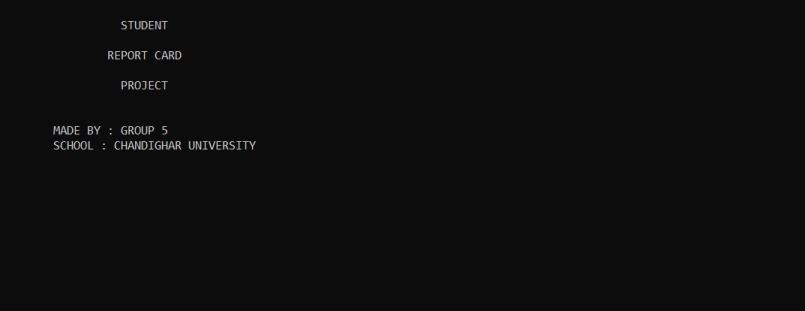 STUDENT
REPORT CARD
PROJECT
MADE BY : GROUP 5
SCHOOL : CHANDIGHAR UNIVERSITY